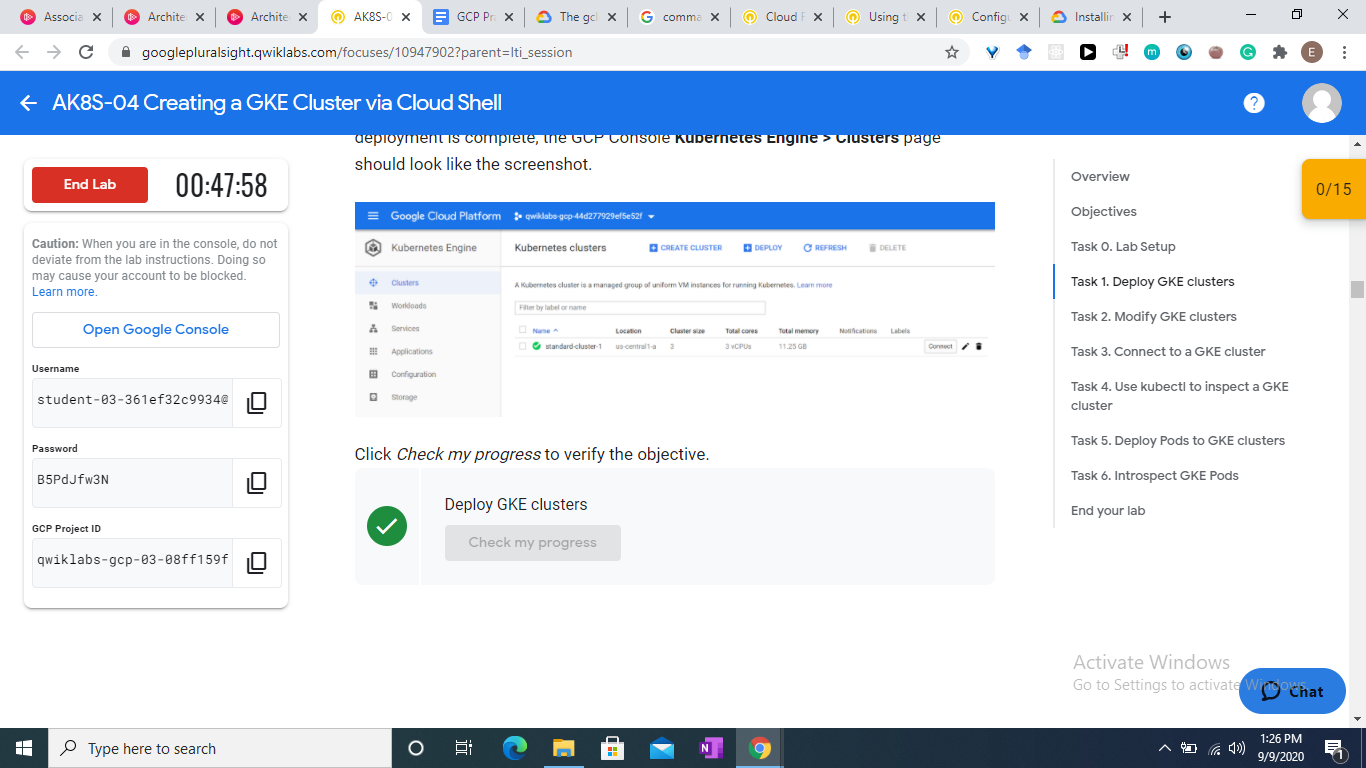 Associa
Archite
Archite
AK8S-0
GCP Pr
The gcl
comma
Cloud F
Using t
Configu
Installin
googlepluralsight.qwiklabs.com/focuses/10947902?parent=lti_session
E
AK8S-04 Creating a GKE Cluster via Cloud Shell
deployment is complete, the GCP Console Kubernetes Engine > Clusters page
should look like the screenshot.
End Lab
00:47:58
Caution: When you are in the console, do not
deviate from the lab instructions. Doing so
may cause your account to be blocked.
Learn more.
Open Google Console
Username
student-03-361ef32c9934@
Password
B5PdJfw3N
GCP Project ID
qwiklabs-gcp-03-08ff159f
Google Cloud Platform
qwiklabs-gcp-44d277929ef5e52f
Kubernetes Engine
Kubernetes clusters
CREATE CLUSTER
DEPLOY
REFRESH
DELETE
Clusters
Workloads
Services
Applications
Configuration
Storage
A Kubernetes cluster is a managed group of uniform VM instances for running Kubernetes. Learn more
Filter by label or name
Name Location Cluster size Total cores Total memory Notifications Labels
standard-cluster-1 us-central1-a 3 3 vCPUs 11.25 GB Connect
Click Check my progress to verify the objective.
Deploy GKE clusters
Check my progress
Overview
Objectives
Task 0. Lab Setup
Task 1. Deploy GKE clusters
Task 2. Modify GKE clusters
Task 3. Connect to a GKE cluster
Task 4. Use kubectl to inspect a GKE
cluster
Task 5. Deploy Pods to GKE clusters
Task 6. Introspect GKE Pods
End your lab
0/15
Activate Windows
Go to Settings to activate Windows.
Chat
Type here to search
1:26 PM
9/9/2020
1